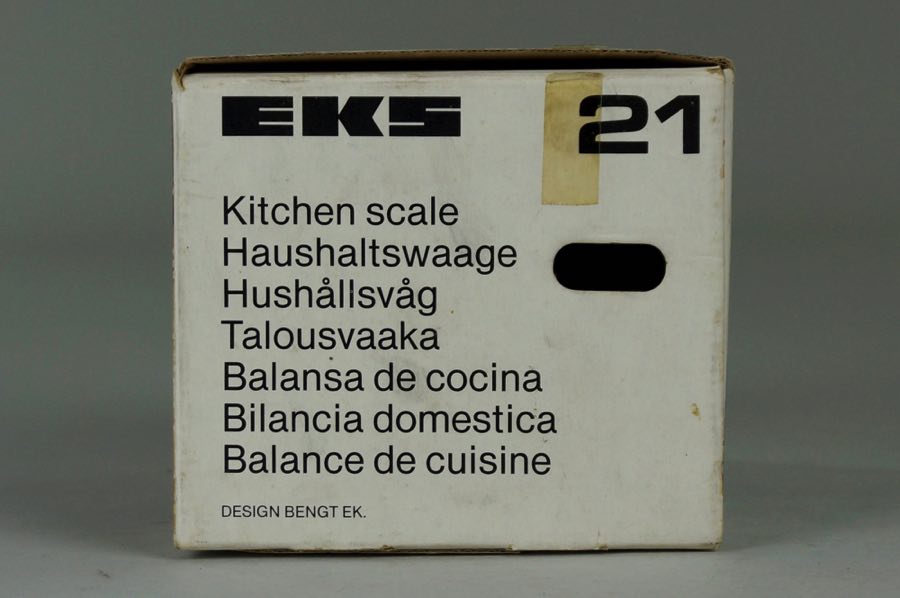 EKS 21
Kitchen scale
Haushaltswaage
Hushållsvåg
Talousvaaka
Balansa de cocina
Bilancia domestica
Balance de cuisine
DESIGN BENGT EK.